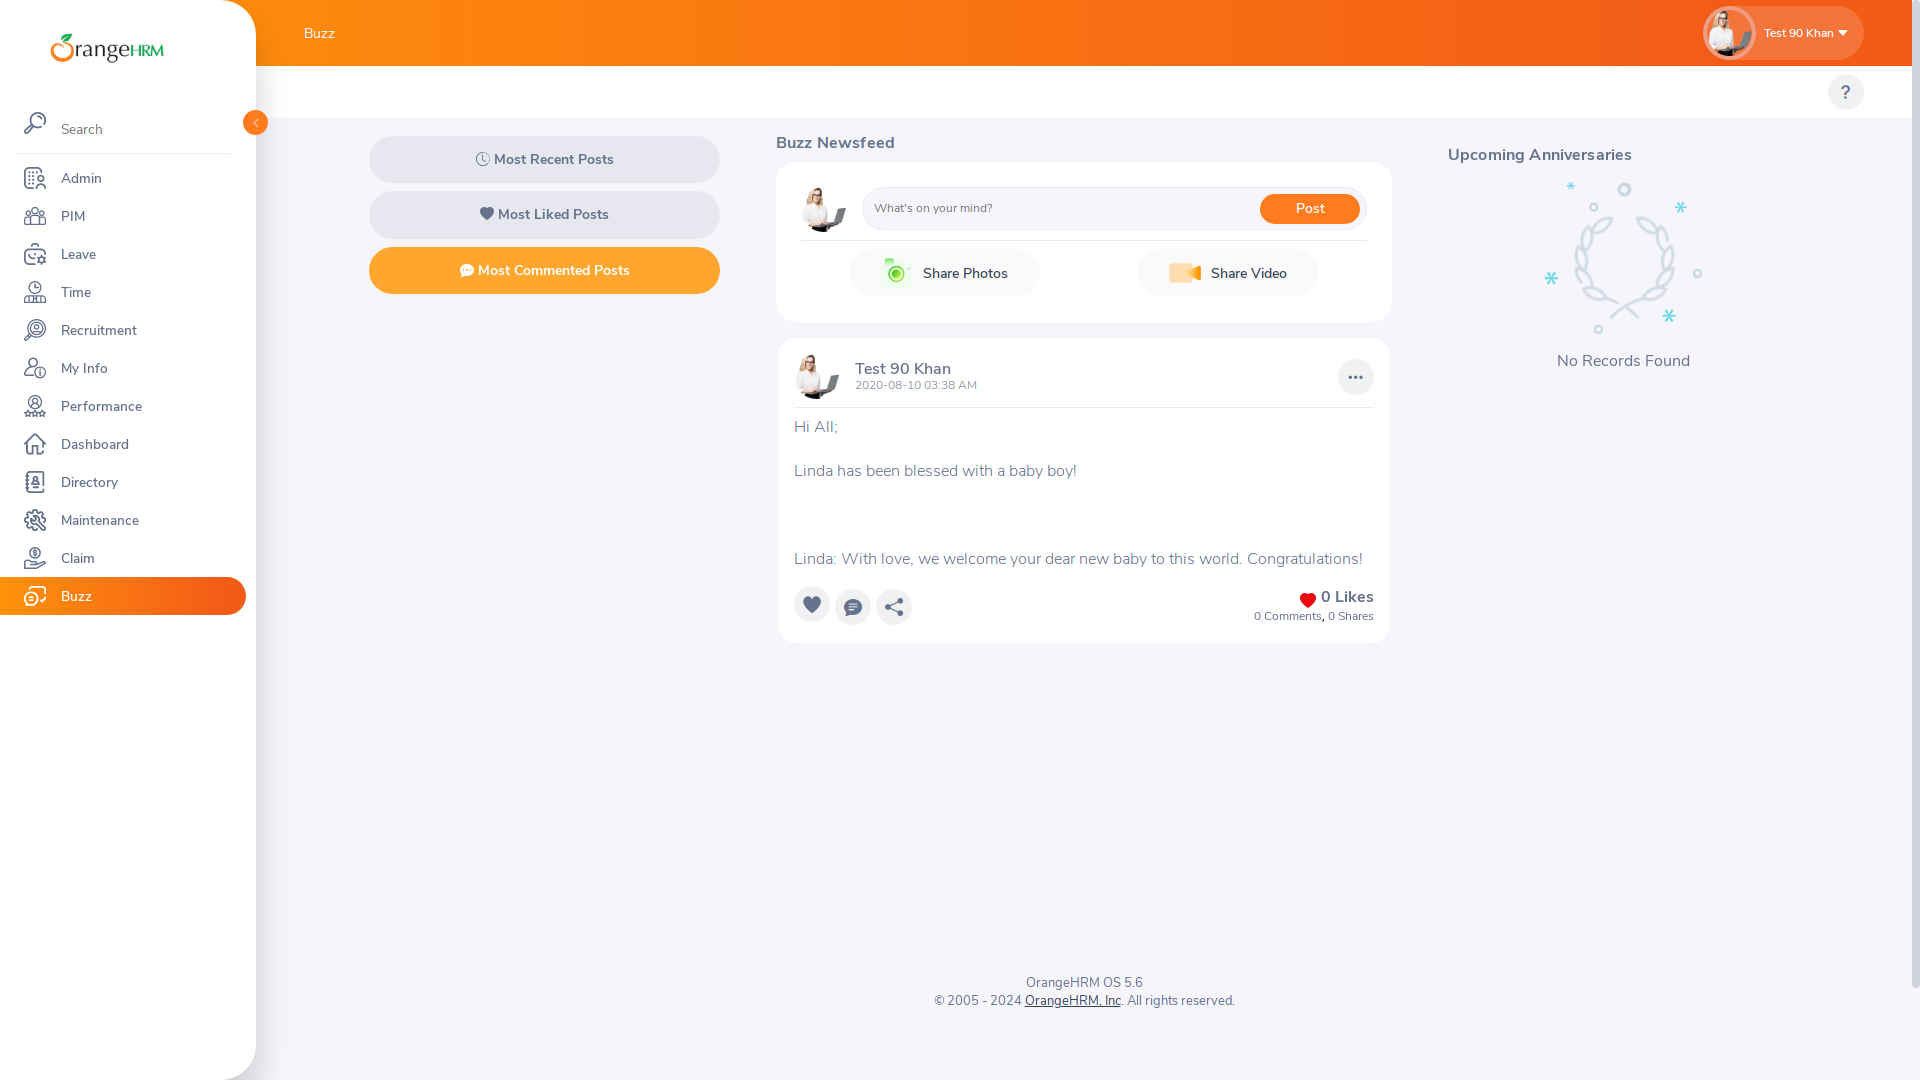 OrangeHRM
Search
Admin
PIM
Leave
Time
Recruitment
My Info
Performance
Dashboard
Directory
Maintenance
Claim
Buzz
Buzz
Test 90 Khan
?
Most Recent Posts
Most Liked Posts
Most Commented Posts
Buzz Newsfeed
What's on your mind?
Post
Share Photos
Share Video
Test 90 Khan
2020-08-10 03:38 AM
Hi All;
Linda has been blessed with a baby boy!
Linda: With love, we welcome your dear new baby to this world. Congratulations!
0 Likes
0 Comments, 0 Shares
Upcoming Anniversaries
No Records Found
OrangeHRM OS 5.6
© 2005 - 2024 OrangeHRM, Inc. All rights reserved.